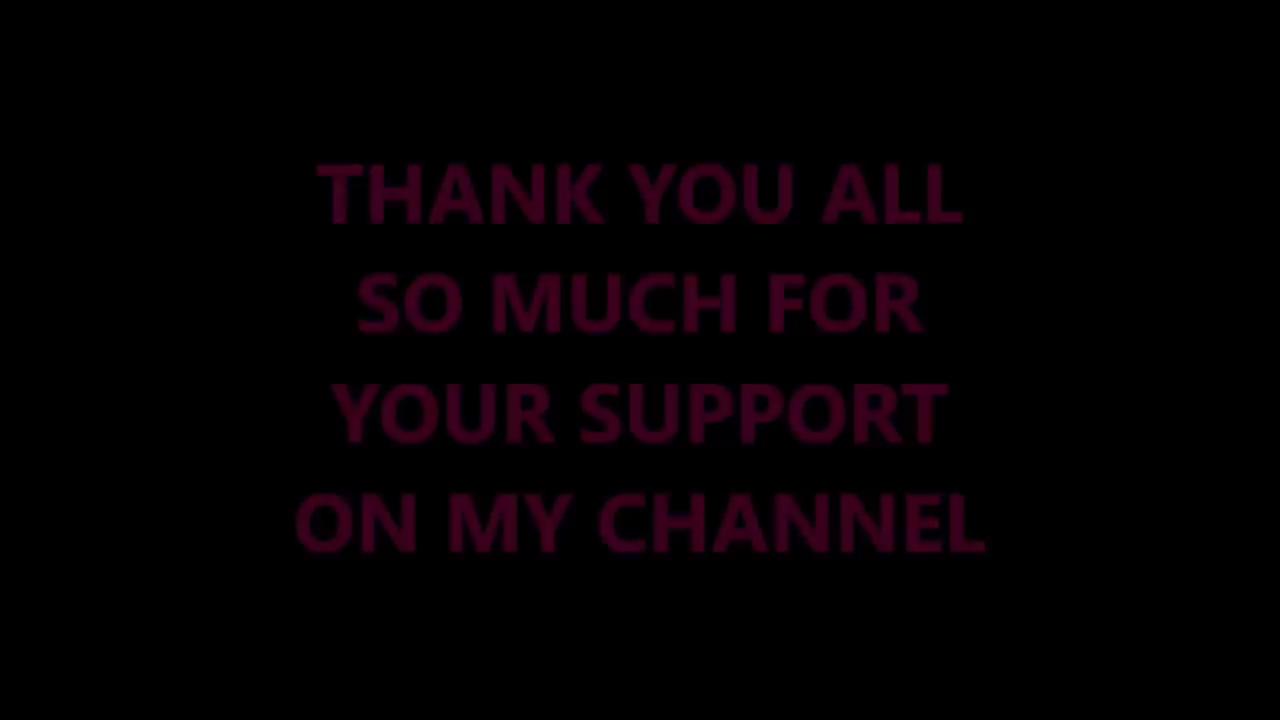 THANK YOU ALL
SO MUCH FOR
YOUR SUPPORT
ON MY CHANNEL